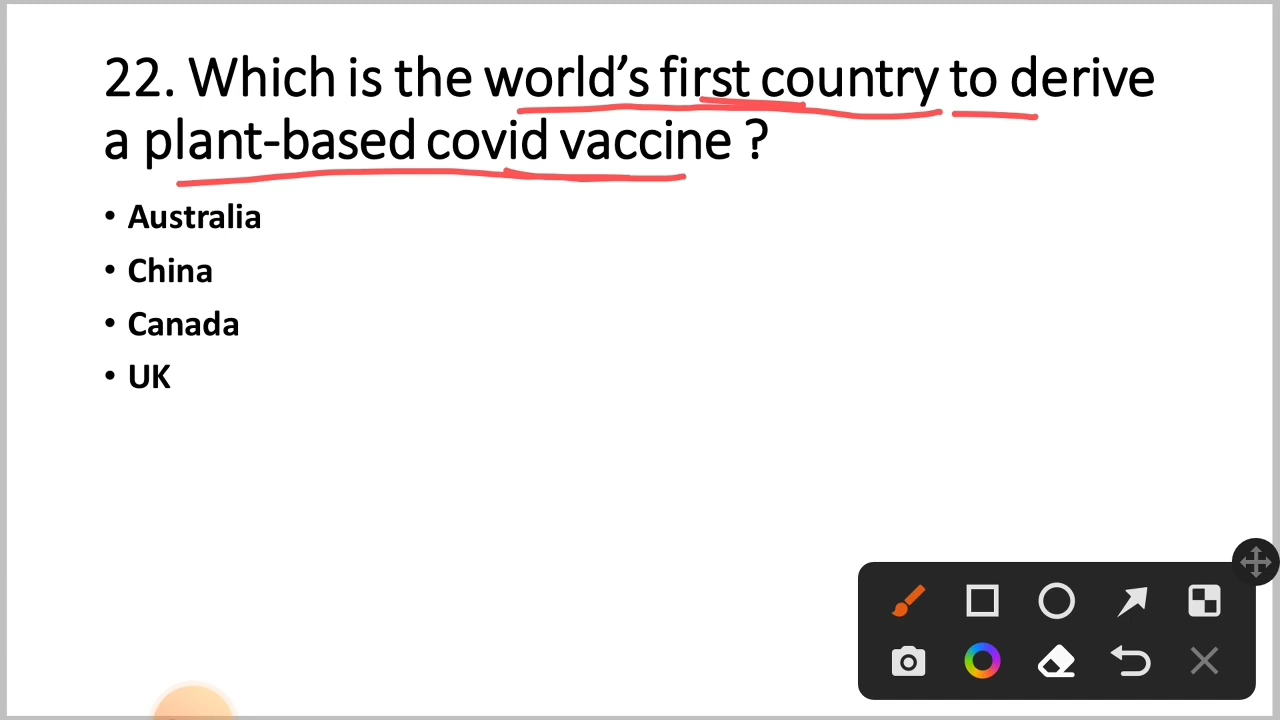 22. Which is the world’s first country to derive
a plant-based covid vaccine ?
• Australia
• China
• Canada
• UK